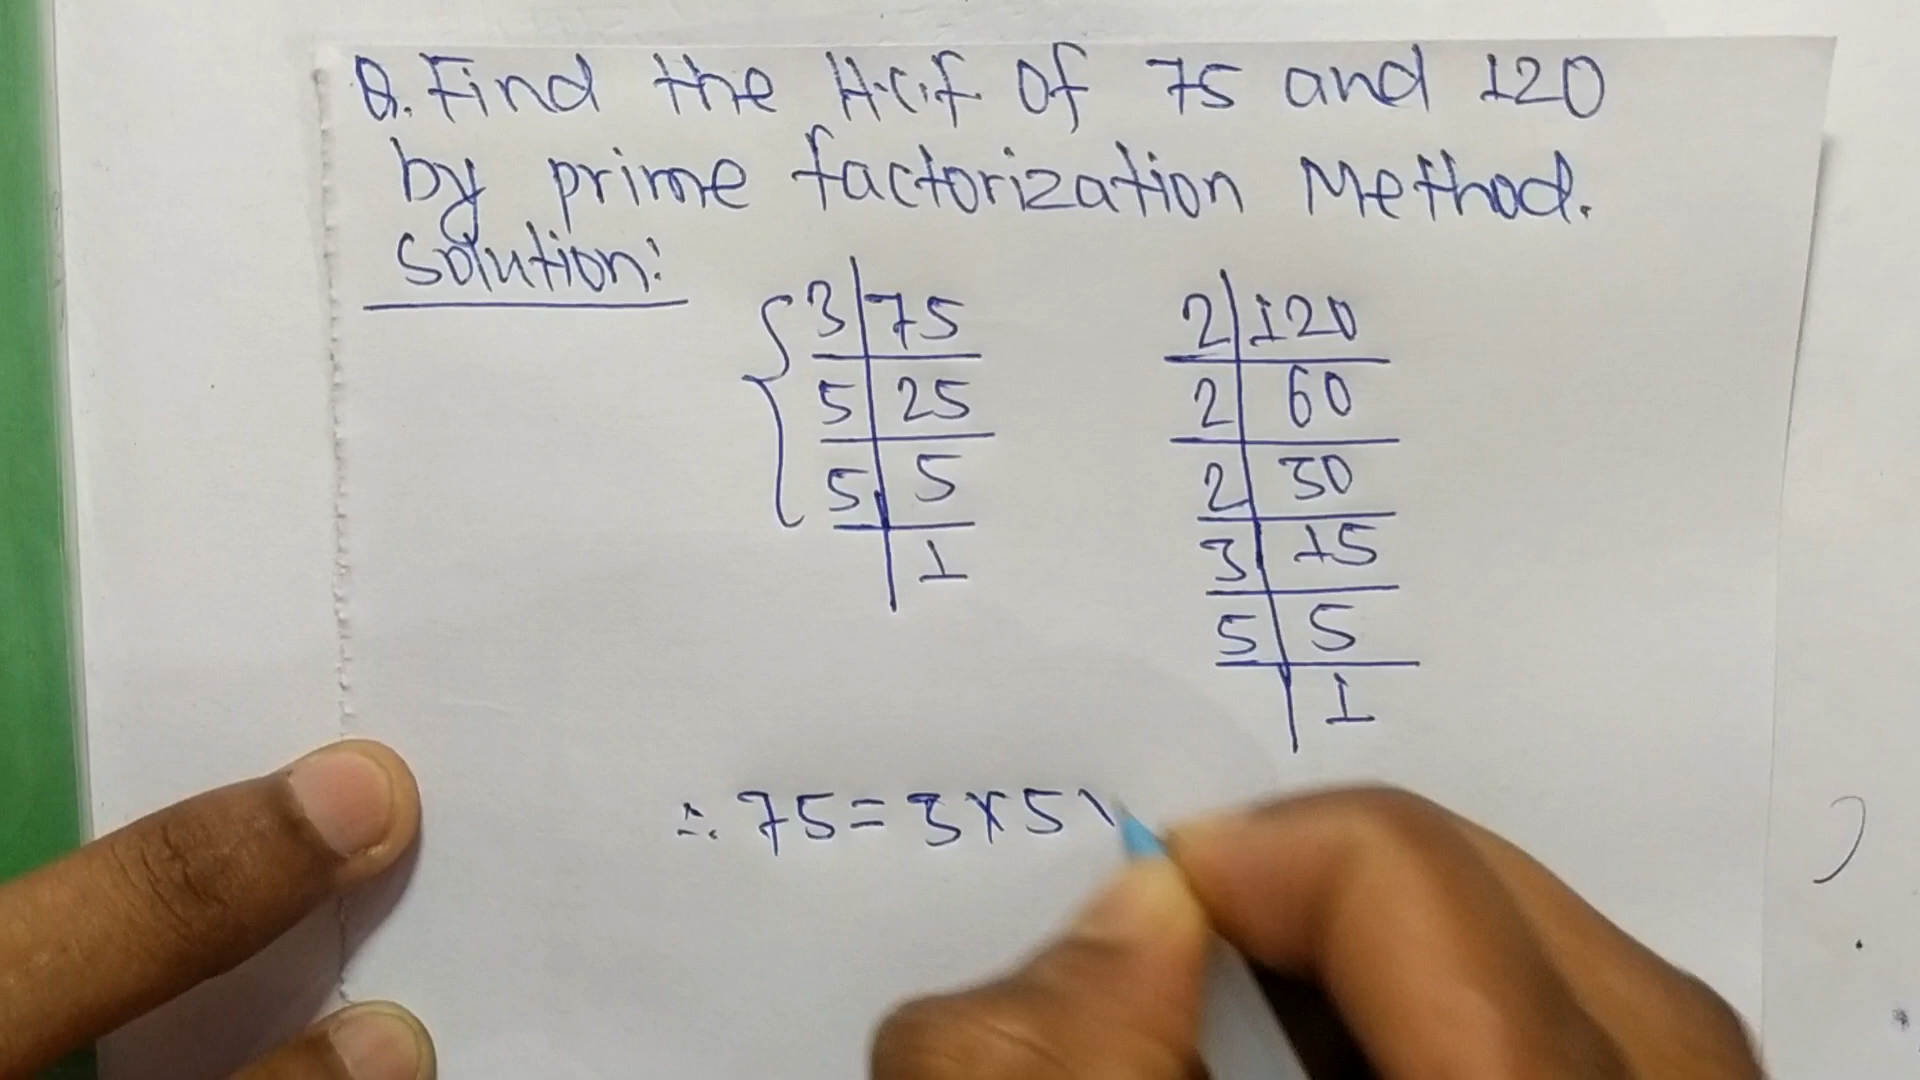 Q. Find the H.C.F. of 75 and 120
by prime factorization Method.
Solution:
3 75
5 25
5 5
1
2 120
2 60
2 30
3 15
5 5
1
∴ 75 = 3 × 5